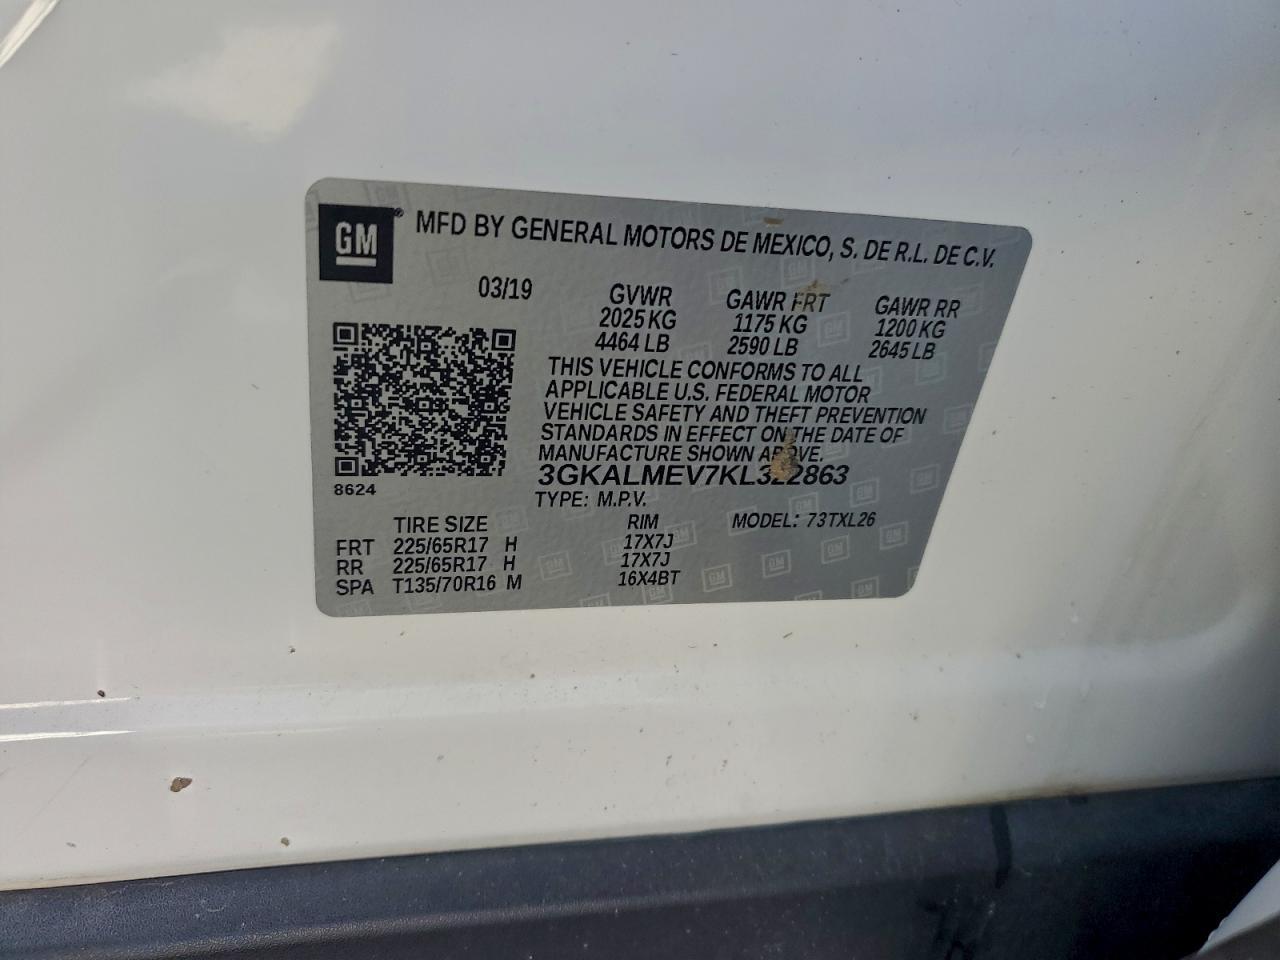 GM® MFD BY GENERAL MOTORS DE MEXICO, S. DE R.L. DE C.V.
03/19 GVWR GAWR FRT GAWR RR
2025 KG 1175 KG 1200 KG
4464 LB 2590 LB 2645 LB
THIS VEHICLE CONFORMS TO ALL
APPLICABLE U.S. FEDERAL MOTOR
VEHICLE SAFETY AND THEFT PREVENTION
STANDARDS IN EFFECT ON THE DATE OF
MANUFACTURE SHOWN ABOVE.
3GKALMEV7KL322863
8624
TYPE: M.P.V.
TIRE SIZE RIM MODEL: 73TXL26
FRT 225/65R17 H 17X7J
RR 225/65R17 H 17X7J
SPA T135/70R16 M 16X4BT